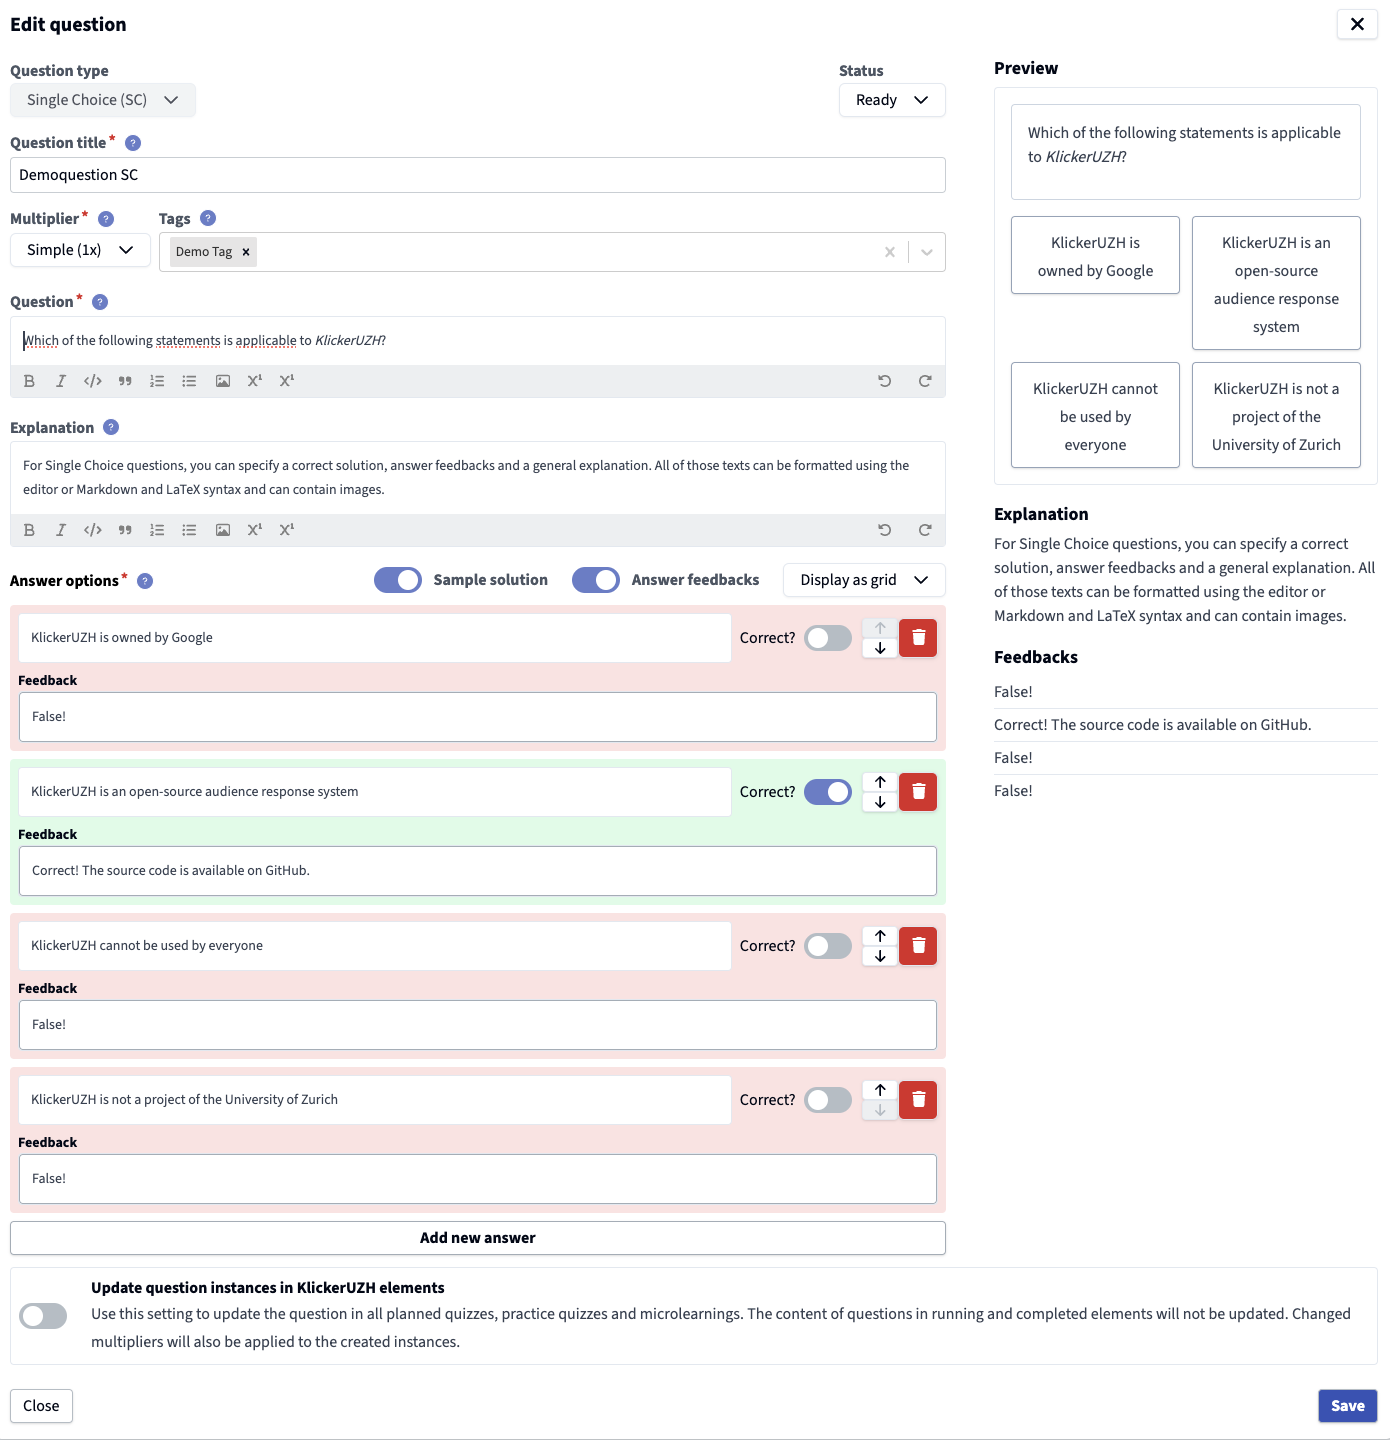 Edit question
Question type
Status
Single Choice (SC)
Ready
Question title *
Demoquestion SC
Multiplier *
Tags
Simple (1x)
Demo Tag
Question *
Which of the following statements is applicable to KlickerUZH?
Explanation
For Single Choice questions, you can specify a correct solution, answer feedbacks and a general explanation. All of those texts can be formatted using the
editor or Markdown and LaTeX syntax and can contain images.
Answer options *
Sample solution
Answer feedbacks
Display as grid
KlickerUZH is owned by Google
Correct?
Feedback
False!
KlickerUZH is an open-source audience response system
Correct?
Feedback
Correct! The source code is available on GitHub.
KlickerUZH cannot be used by everyone
Correct?
Feedback
False!
KlickerUZH is not a project of the University of Zurich
Correct?
Feedback
False!
Add new answer
Preview
Which of the following statements is applicable
to KlickerUZH?
KlickerUZH is
owned by Google
KlickerUZH is an
open-source
audience response
system
KlickerUZH cannot
be used by
everyone
KlickerUZH is not a
project of the
University of Zurich
Explanation
For Single Choice questions, you can specify a correct
solution, answer feedbacks and a general explanation. All
of those texts can be formatted using the editor or
Markdown and LaTeX syntax and can contain images.
Feedbacks
False!
Correct! The source code is available on GitHub.
False!
False!
Update question instances in KlickerUZH elements
Use this setting to update the question in all planned quizzes, practice quizzes and microlearnings. The content of questions in running and completed elements will not be updated. Changed
multipliers will also be applied to the created instances.
Close
Save